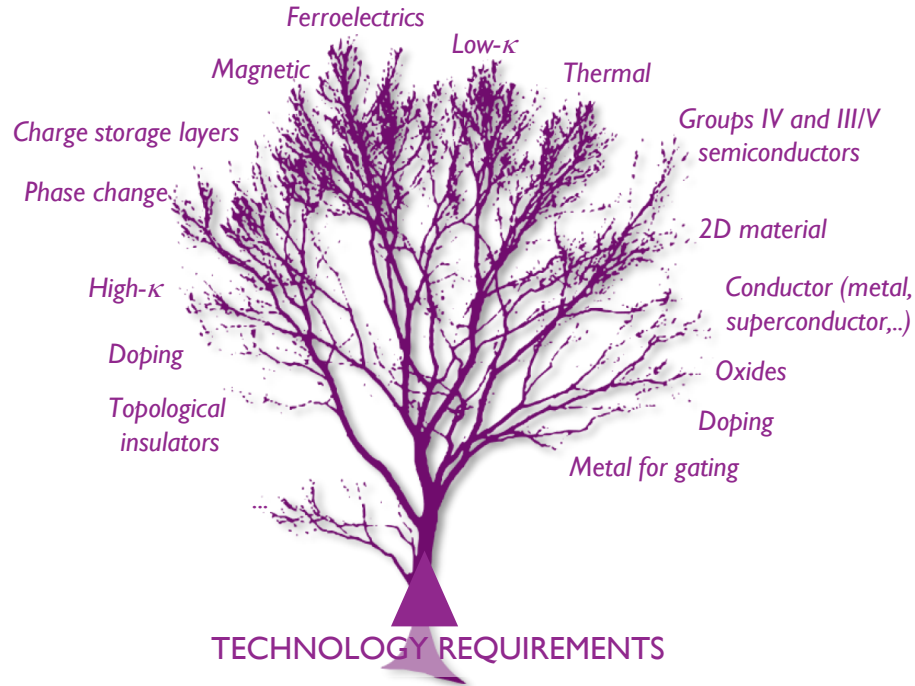 Ferroelectrics
Low-κ
Magnetic
Thermal
Charge storage layers
Groups IV and III/V
semiconductors
Phase change
2D material
High-κ
Conductor (metal,
superconductor,..)
Doping
Oxides
Topological
insulators
Doping
Metal for gating
...
TECHNOLOGY REQUIREMENTS